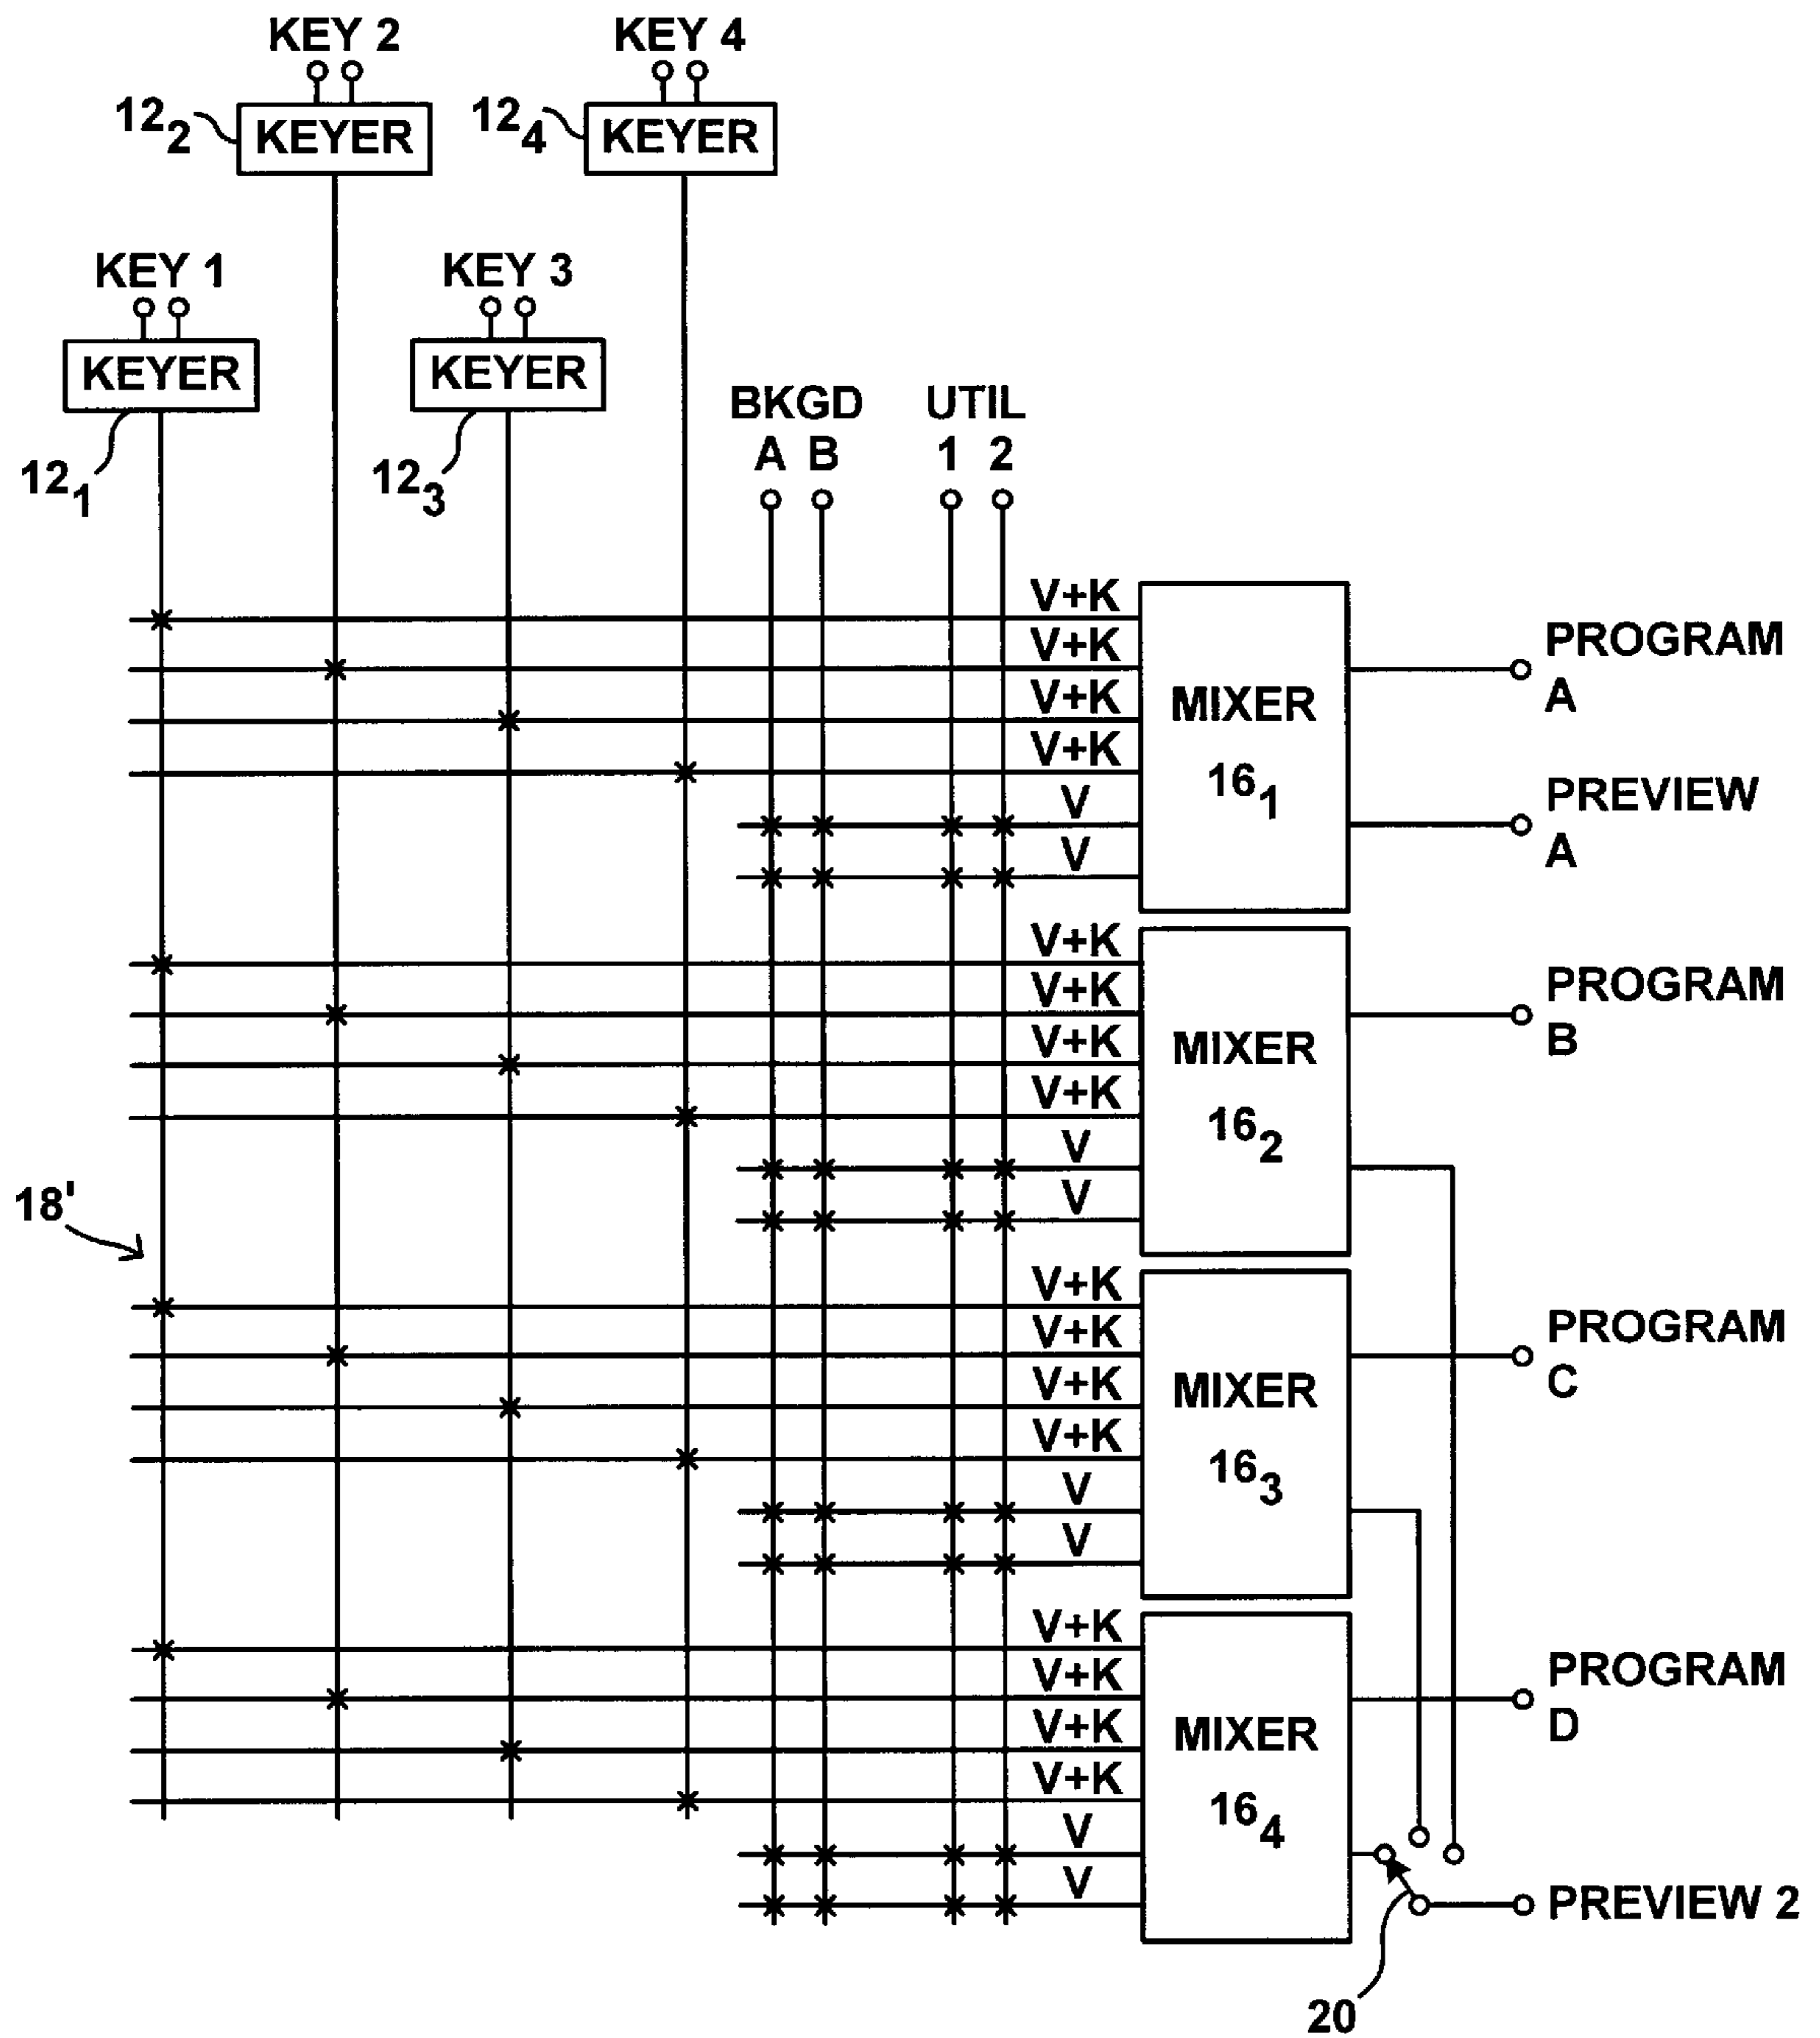 KEY 2 KEY 4
12₂ KEYER 12₄ KEYER
KEY 1 KEY 3
KEYER KEYER
12₁ 12₃
BKGD UTIL
A B 1 2
V+K
V+K
V+K
V+K
V
V
MIXER
16₁
PROGRAM
A
PREVIEW
A
V+K
V+K
V+K
V+K
V
V
MIXER
16₂
PROGRAM
B
18'
V+K
V+K
V+K
V+K
V
V
MIXER
16₃
PROGRAM
C
V+K
V+K
V+K
V+K
V
V
MIXER
16₄
PROGRAM
D
PREVIEW 2
20